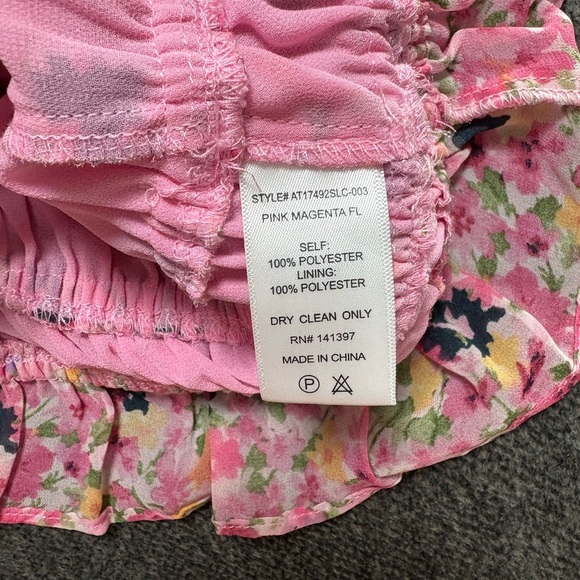 STYLE# AT17492SLC-003
PINK MAGENTA FL
SELF:
100% POLYESTER
LINING:
100% POLYESTER
DRY CLEAN ONLY
RN# 141397
MADE IN CHINA
P